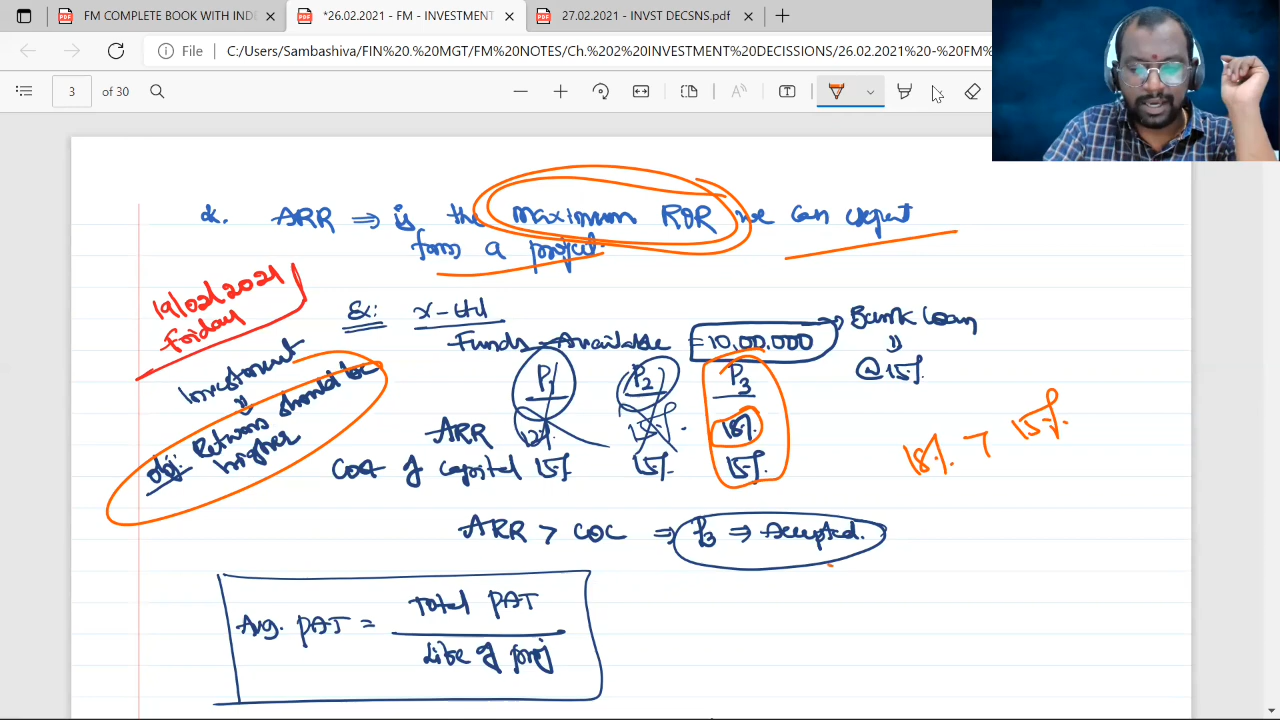 FM COMPLETE BOOK WITH INDE
*26.02.2021 - FM - INVESTMENT
27.02.2021 - INVST DECSNS.pdf
File
C:/Users/Sambashiva/FIN%20.%20MGT/FM%20NOTES/Ch.%202%20INVESTMENT%20DECISSIONS/26.02.2021%20-%20FM%
3 of 30
ARR ⇒ is the maximum ROR we can expect
from a project.
19/02/2021
Friday
Ex: X-Ltd
Funds Available = 10,00,000 → Bank Loan
@15%
Investment
Obj: Returns should be
higher
P1 P2 P3
ARR 12% 15% 18%
Cost of capital 15% 15% 15%
18% > 15%
ARR > COC ⇒ P3 ⇒ Accepted.
Avg. PAT = Total PAT
Life of proj